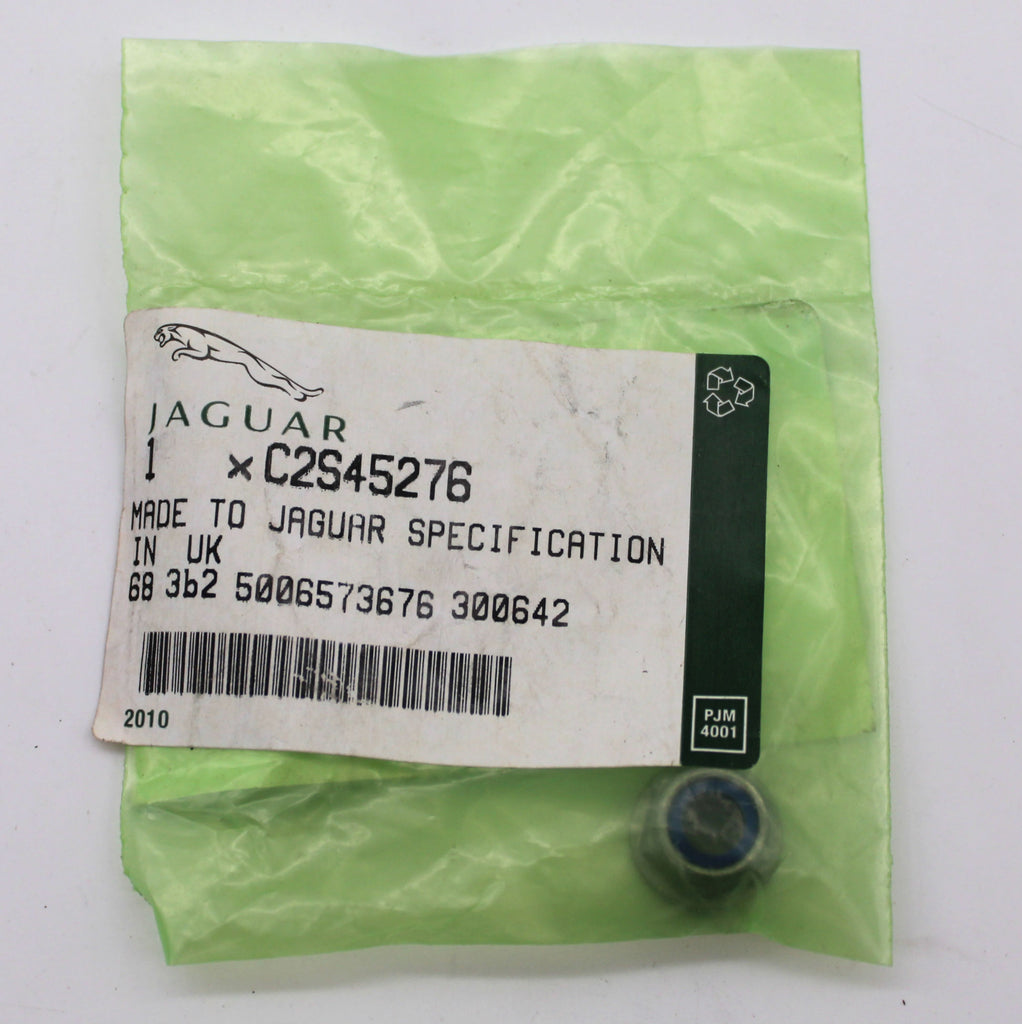 JAGUAR
1 x C2S45276
MADE TO JAGUAR SPECIFICATION
IN UK
68 3b2 5006573676 300642
2010
PJM
4001